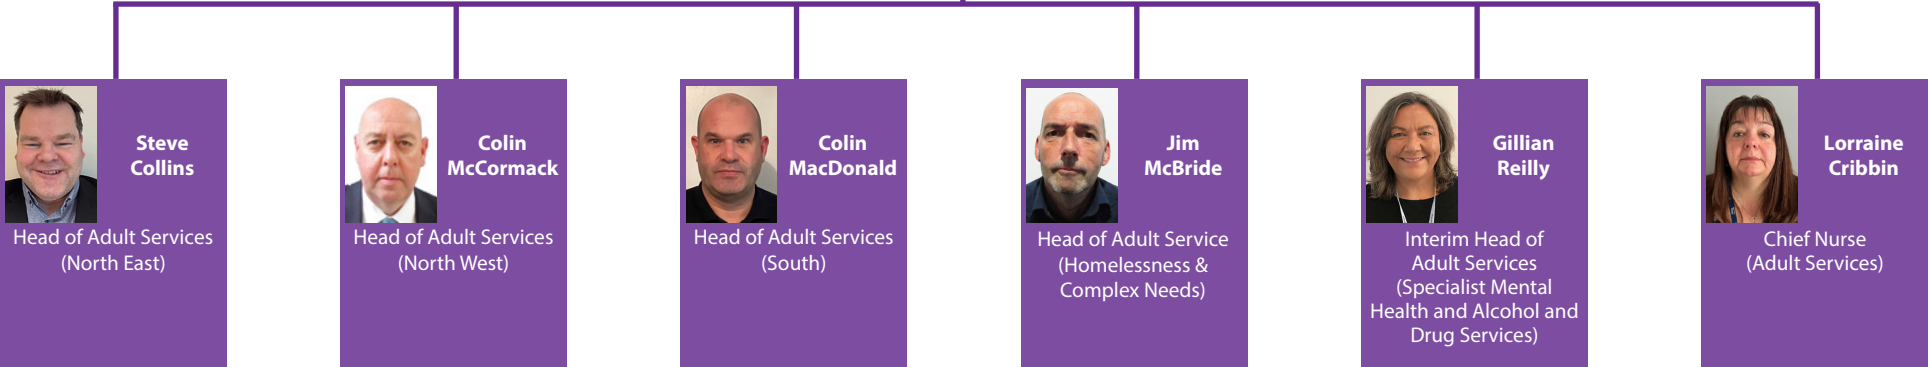 Steve
Collins
Head of Adult Services
(North East)
Colin
McCormack
Head of Adult Services
(North West)
Colin
MacDonald
Head of Adult Services
(South)
Jim
McBride
Head of Adult Service
(Homelessness &
Complex Needs)
Gillian
Reilly
Interim Head of
Adult Services
(Specialist Mental
Health and Alcohol and
Drug Services)
Lorraine
Cribbin
Chief Nurse
(Adult Services)